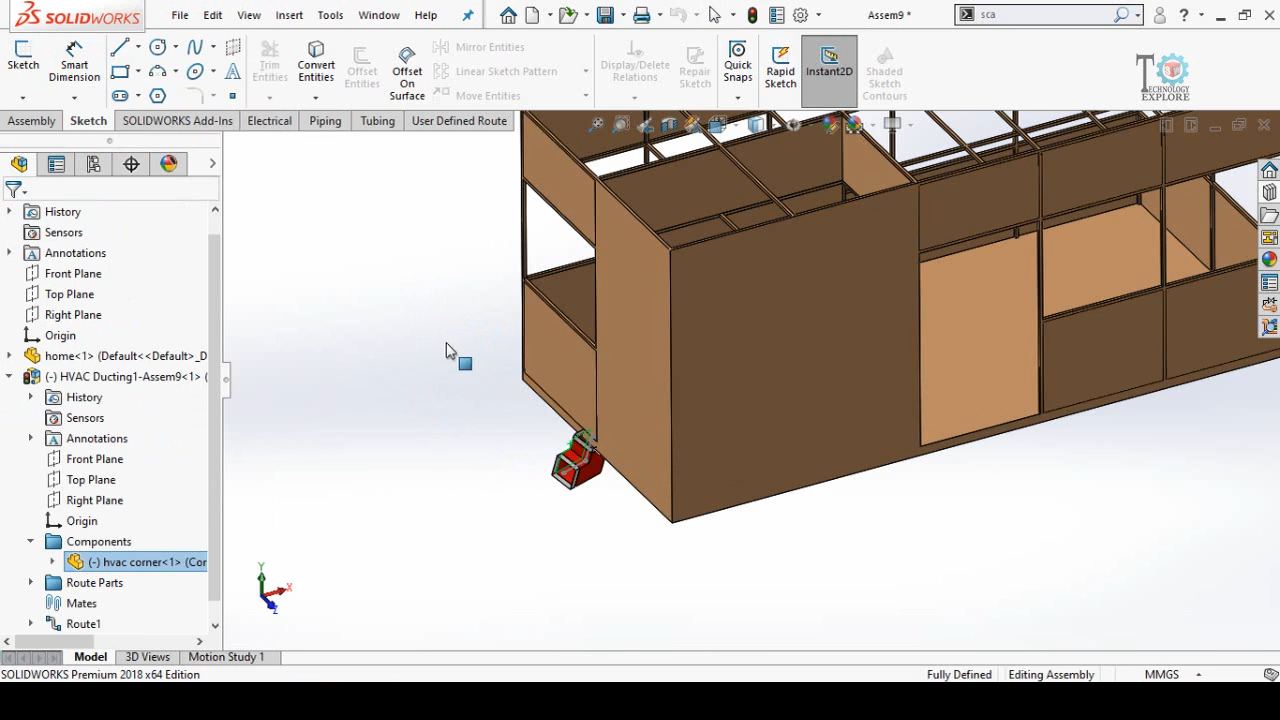 SOLIDWORKS File Edit View Insert Tools Window Help Assem9 * sca ?
Sketch Smart Dimension Trim Entities Convert Entities Offset Entities Offset On Surface Mirror Entities Linear Sketch Pattern Move Entities Display/Delete Relations Repair Sketch Quick Snaps Rapid Sketch Instant2D Shaded Sketch Contours
TECHNOLOGY EXPLORE
Assembly Sketch SOLIDWORKS Add-Ins Electrical Piping Tubing User Defined Route
History
Sensors
Annotations
Front Plane
Top Plane
Right Plane
Origin
home<1> (Default<<Default>_D
(-) HVAC Ducting1-Assem9<1> (
History
Sensors
Annotations
Front Plane
Top Plane
Right Plane
Origin
Components
(-) hvac corner<1> (Cor
Route Parts
Mates
Route1
Y
X
Z
Model 3D Views Motion Study 1
SOLIDWORKS Premium 2018 x64 Edition Fully Defined Editing Assembly MMGS